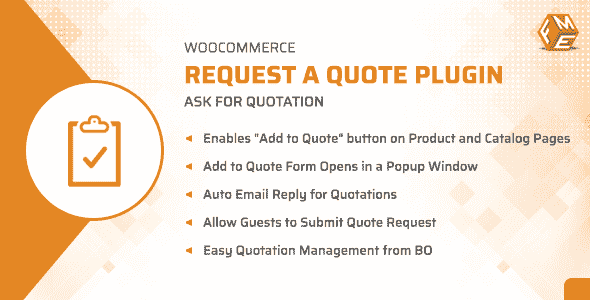 FME
WOOCOMMERCE
REQUEST A QUOTE PLUGIN
ASK FOR QUOTATION
Enables "Add to Quote" button on Product and Catalog Pages
Add to Quote Form Opens in a Popup Window
Auto Email Reply for Quotations
Allow Guests to Submit Quote Request
Easy Quotation Management from BO